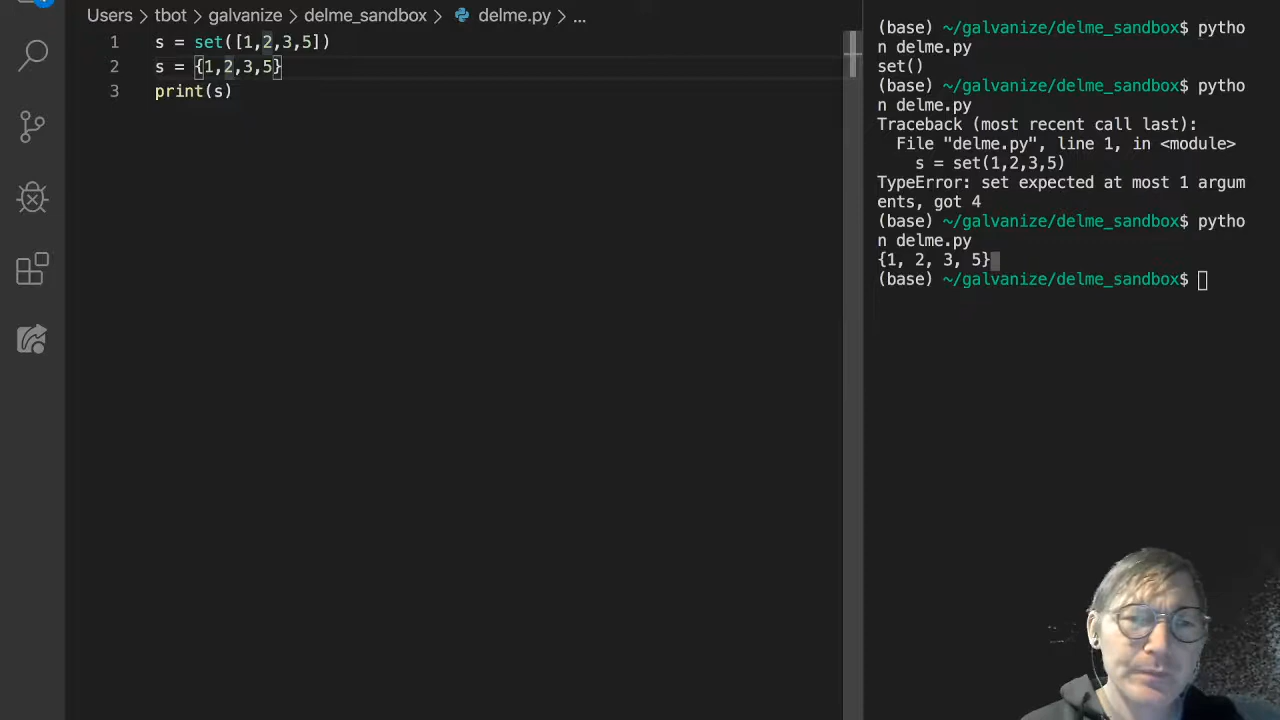 Users > tbot > galvanize > delme_sandbox > delme.py > ...
1 s = set([1,2,3,5])
2 s = {1,2,3,5}
3 print(s)
(base) ~/galvanize/delme_sandbox$ pytho
n delme.py
set()
(base) ~/galvanize/delme_sandbox$ pytho
n delme.py
Traceback (most recent call last):
  File "delme.py", line 1, in <module>
    s = set(1,2,3,5)
TypeError: set expected at most 1 argum
ents, got 4
(base) ~/galvanize/delme_sandbox$ pytho
n delme.py
{1, 2, 3, 5}
(base) ~/galvanize/delme_sandbox$